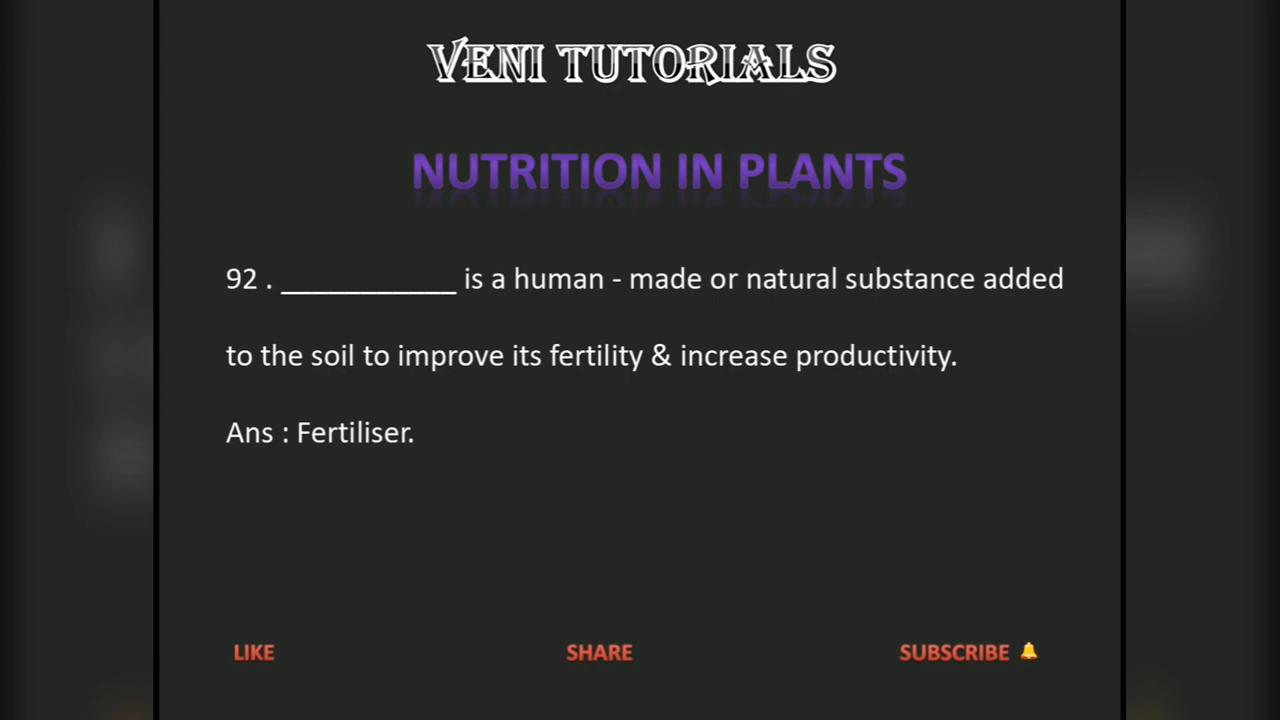 VENI TUTORIALS
NUTRITION IN PLANTS
92 . ___________ is a human - made or natural substance added
to the soil to improve its fertility & increase productivity.
Ans : Fertiliser.
LIKE SHARE SUBSCRIBE 🔔